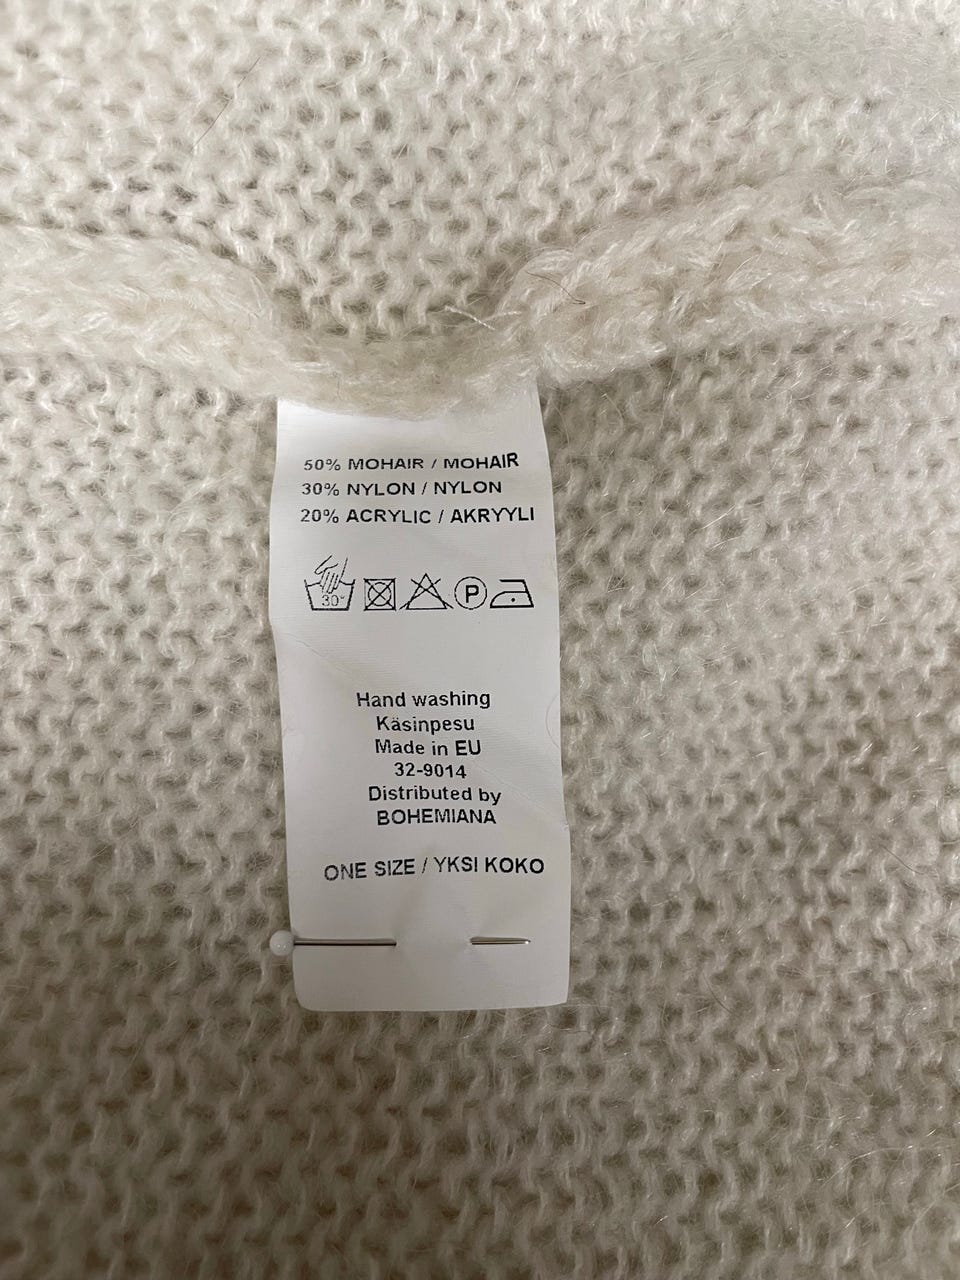 50% MOHAIR / MOHAIR
30% NYLON / NYLON
20% ACRYLIC / AKRYYLI
30°
P
Hand washing
Käsinpesu
Made in EU
32-9014
Distributed by
BOHEMIANA
ONE SIZE / YKSI KOKO